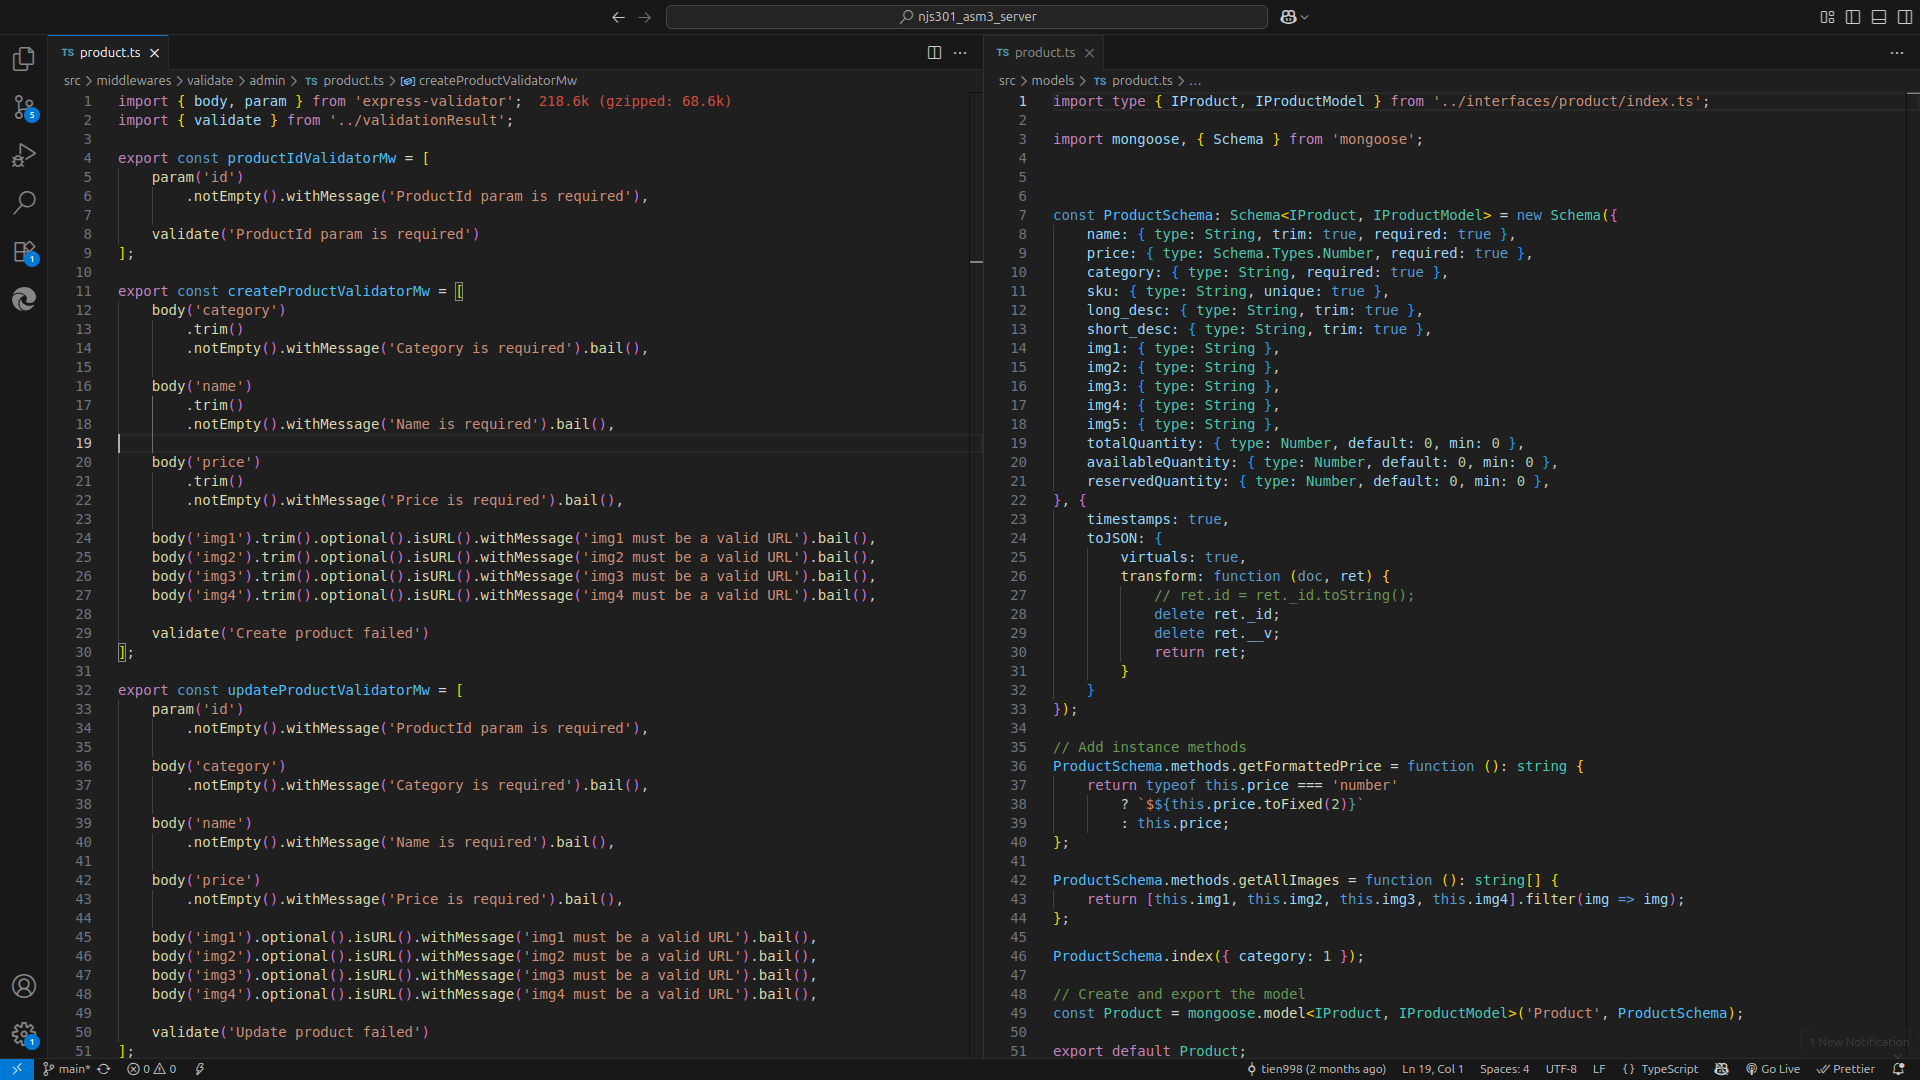 njs301_asm3_server
TS product.ts
src > middlewares > validate > admin > TS product.ts > createProductValidatorMw
1 import { body, param } from 'express-validator'; 218.6k (gzipped: 68.6k)
2 import { validate } from '../validationResult';
3
4 export const productIdValidatorMw = [
5 param('id')
6 .notEmpty().withMessage('ProductId param is required'),
7
8 validate('ProductId param is required')
9 ];
10
11 export const createProductValidatorMw = [
12 body('category')
13 .trim()
14 .notEmpty().withMessage('Category is required').bail(),
15
16 body('name')
17 .trim()
18 .notEmpty().withMessage('Name is required').bail(),
19
20 body('price')
21 .trim()
22 .notEmpty().withMessage('Price is required').bail(),
23
24 body('img1').trim().optional().isURL().withMessage('img1 must be a valid URL').bail(),
25 body('img2').trim().optional().isURL().withMessage('img2 must be a valid URL').bail(),
26 body('img3').trim().optional().isURL().withMessage('img3 must be a valid URL').bail(),
27 body('img4').trim().optional().isURL().withMessage('img4 must be a valid URL').bail(),
28
29 validate('Create product failed')
30 ];
31
32 export const updateProductValidatorMw = [
33 param('id')
34 .notEmpty().withMessage('ProductId param is required'),
35
36 body('category')
37 .notEmpty().withMessage('Category is required').bail(),
38
39 body('name')
40 .notEmpty().withMessage('Name is required').bail(),
41
42 body('price')
43 .notEmpty().withMessage('Price is required').bail(),
44
45 body('img1').optional().isURL().withMessage('img1 must be a valid URL').bail(),
46 body('img2').optional().isURL().withMessage('img2 must be a valid URL').bail(),
47 body('img3').optional().isURL().withMessage('img3 must be a valid URL').bail(),
48 body('img4').optional().isURL().withMessage('img4 must be a valid URL').bail(),
49
50 validate('Update product failed')
51 ];
TS product.ts
src > models > TS product.ts > ...
1 import type { IProduct, IProductModel } from '../interfaces/product/index.ts';
2
3 import mongoose, { Schema } from 'mongoose';
4
5
6
7 const ProductSchema: Schema<IProduct, IProductModel> = new Schema({
8 name: { type: String, trim: true, required: true },
9 price: { type: Schema.Types.Number, required: true },
10 category: { type: String, required: true },
11 sku: { type: String, unique: true },
12 long_desc: { type: String, trim: true },
13 short_desc: { type: String, trim: true },
14 img1: { type: String },
15 img2: { type: String },
16 img3: { type: String },
17 img4: { type: String },
18 img5: { type: String },
19 totalQuantity: { type: Number, default: 0, min: 0 },
20 availableQuantity: { type: Number, default: 0, min: 0 },
21 reservedQuantity: { type: Number, default: 0, min: 0 },
22 }, {
23 timestamps: true,
24 toJSON: {
25 virtuals: true,
26 transform: function (doc, ret) {
27 // ret.id = ret._id.toString();
28 delete ret._id;
29 delete ret.__v;
30 return ret;
31 }
32 }
33 });
34
35 // Add instance methods
36 ProductSchema.methods.getFormattedPrice = function (): string {
37 return typeof this.price === 'number'
38 ? `$${this.price.toFixed(2)}`
39 : this.price;
40 };
41
42 ProductSchema.methods.getAllImages = function (): string[] {
43 return [this.img1, this.img2, this.img3, this.img4].filter(img => img);
44 };
45
46 ProductSchema.index({ category: 1 });
47
48 // Create and export the model
49 const Product = mongoose.model<IProduct, IProductModel>('Product', ProductSchema);
50
51 export default Product;
5
1
1
1 New Notification
main* 0 0
tien998 (2 months ago) Ln 19, Col 1 Spaces: 4 UTF-8 LF {} TypeScript Go Live Prettier